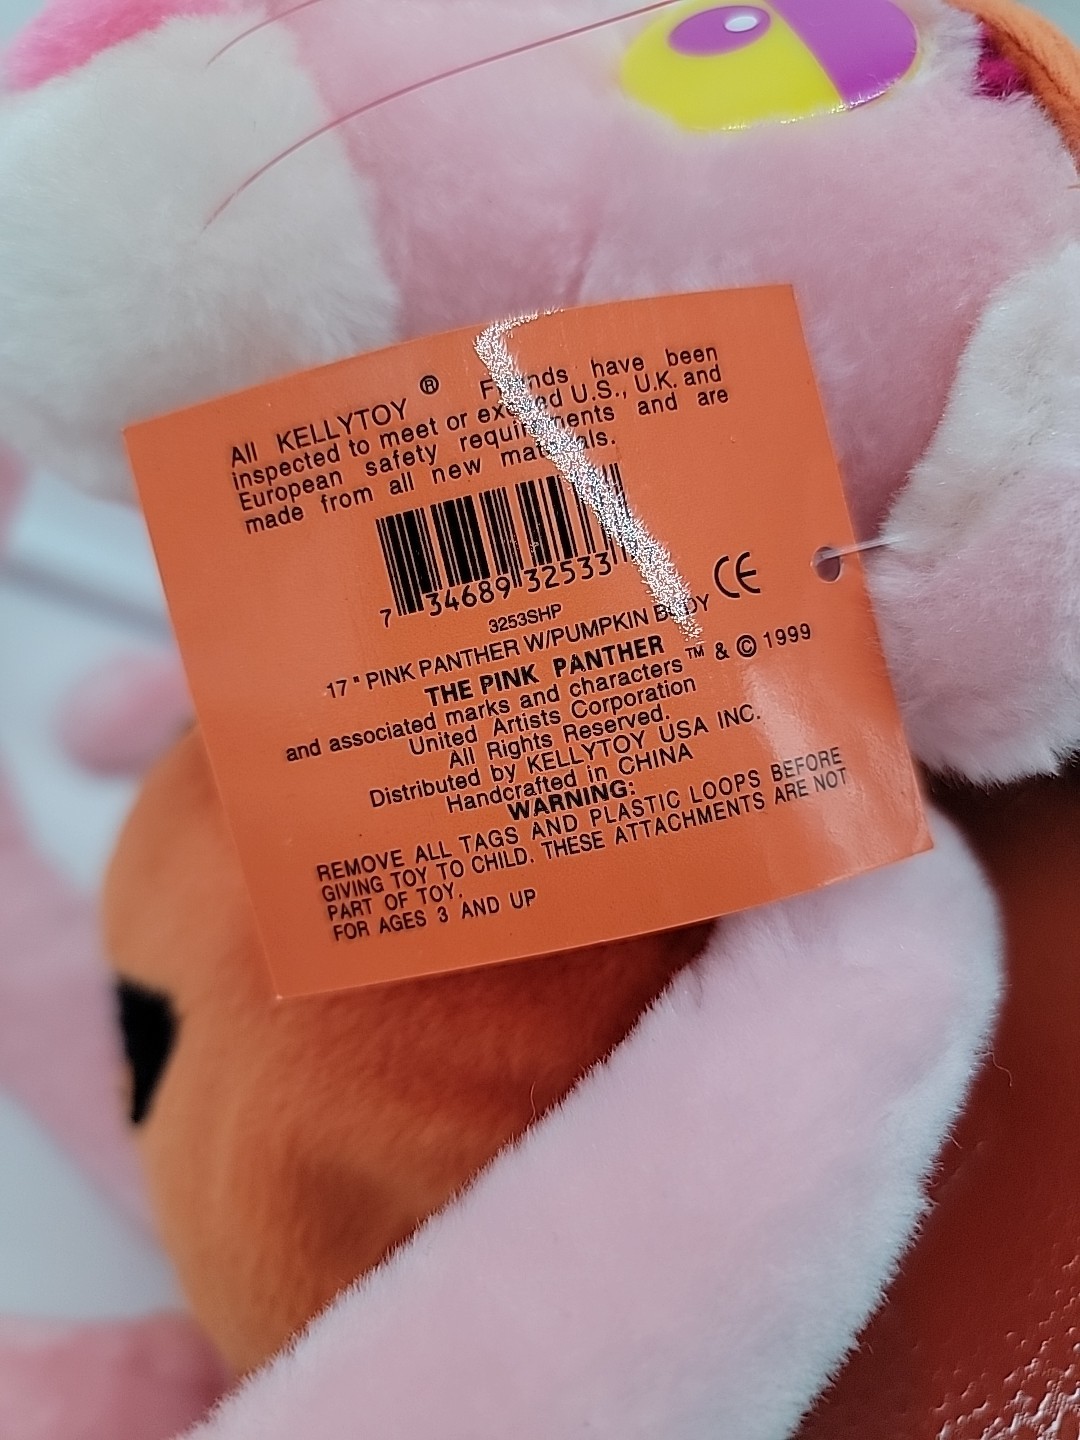 All KELLYTOY ® Friends have been
inspected to meet or exceed U.S., U.K. and
European safety requirements and are
made from all new materials.
7 34689 32533
3253SHP
17" PINK PANTHER W/PUMPKIN BODY CE
THE PINK PANTHER
and associated marks and characters™ & © 1999
United Artists Corporation
All Rights Reserved.
Distributed by KELLYTOY USA INC.
Handcrafted in CHINA
WARNING:
REMOVE ALL TAGS AND PLASTIC LOOPS BEFORE
GIVING TOY TO CHILD. THESE ATTACHMENTS ARE NOT
PART OF TOY.
FOR AGES 3 AND UP